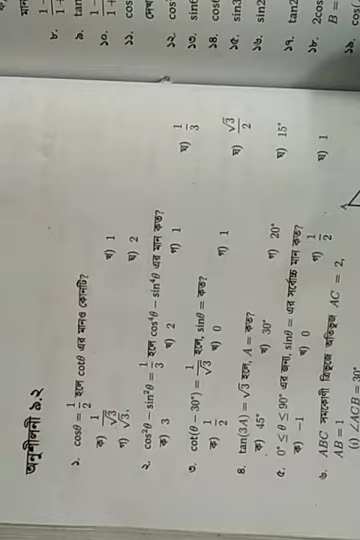 অনুশীলনী ৯.২
১. cosθ = 1/2 হলে cotθ এর মানও কোনটি?
ক) 1/√3 খ) 1
গ) √3. ঘ) 2
২. cos²θ − sin²θ = 1/3 হলে cos⁴θ − sin⁴θ এর মান কত?
ক) 3 খ) 2 গ) 1 ঘ) 1/3
৩. cot(θ − 30°) = 1/√3 হলে, sinθ = কত?
ক) 1/2 খ) 0 গ) 1 ঘ) √3/2
৪. tan(3A) = √3 হলে, A = কত?
ক) 45° খ) 30° গ) 20° ঘ) 15°
৫. 0° ≤ θ ≤ 90° এর জন্য, sinθ = এর সর্বোচ্চ মান কত?
ক) −1 খ) 0 গ) 1/2 ঘ) 1
৬. ABC সমকোণী ত্রিভুজে অতিভুজ AC = 2,
AB = 1
(i) ∠ACB = 30°
৮.
৯. tan
১০.
১১. cos
১২. cos
১৩. sin
১৪. cos
১৫. sin3
১৬. sin2
১৭. tan2
১৮. 2cos
B =
১৯. cos(